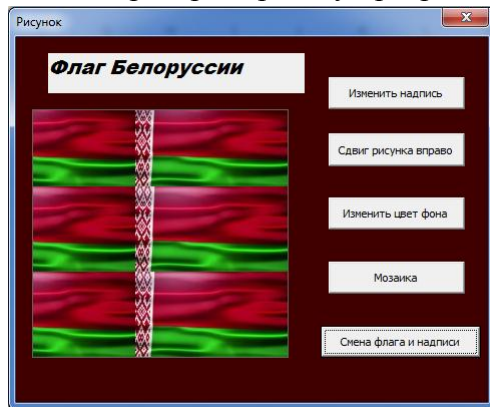 Рисунок
Флаг Белоруссии
Изменить надпись
Сдвиг рисунка вправо
Изменить цвет фона
Мозаика
Смена флага и надписи